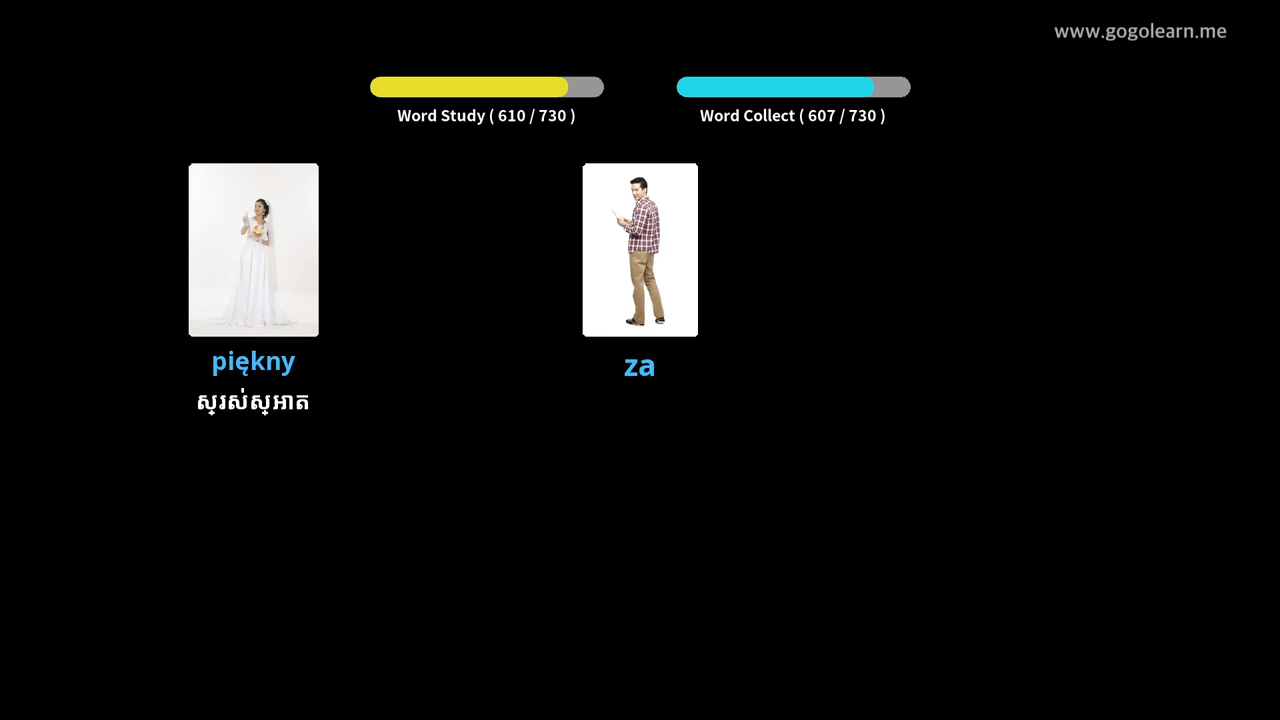 www.gogolearn.me
Word Study ( 610 / 730 )
Word Collect ( 607 / 730 )
piękny
ស្រស់ស្អាត
za